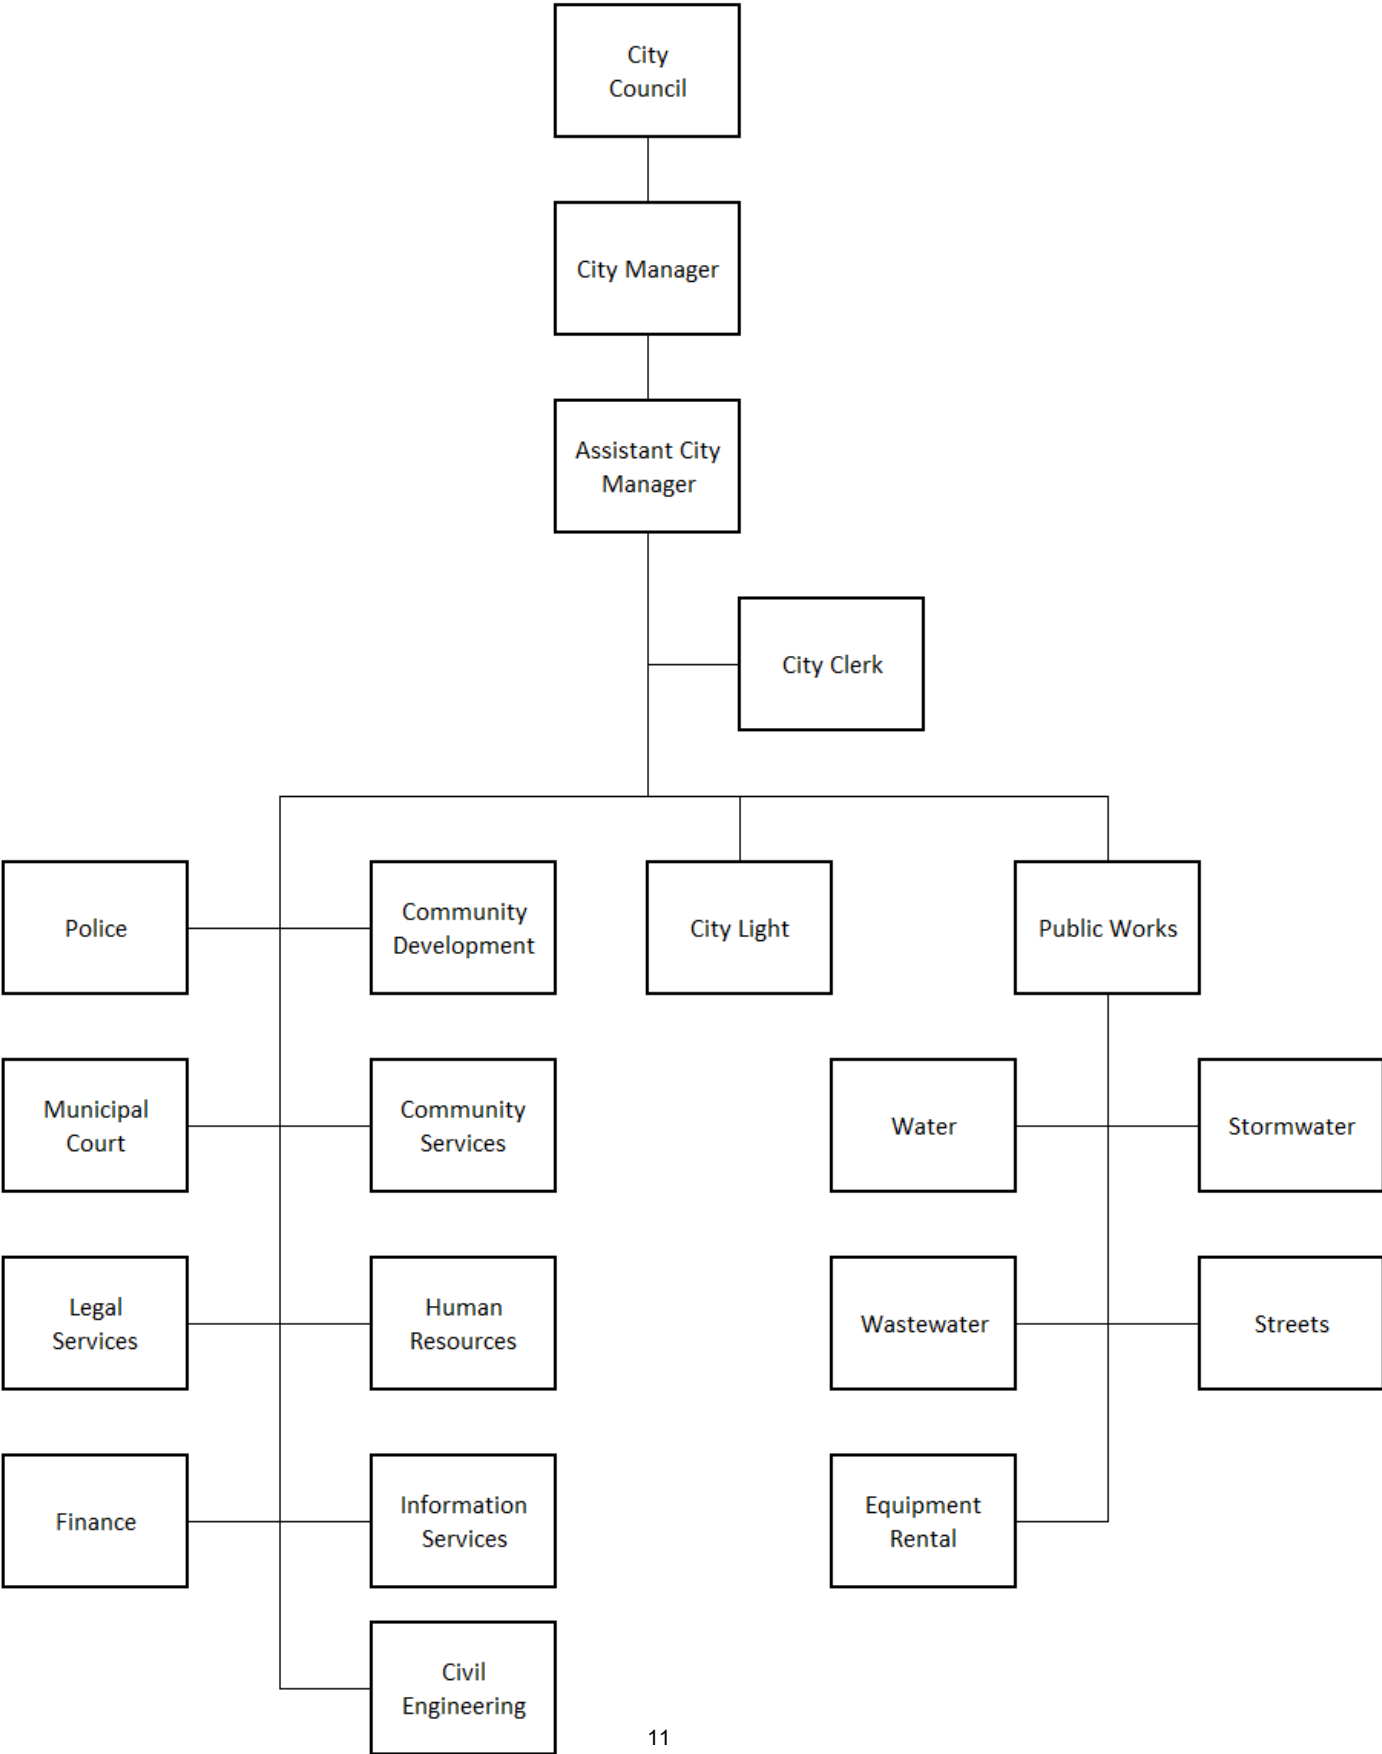 City
Council
City Manager
Assistant City
Manager
City Clerk
Police
Community
Development
City Light
Public Works
Municipal
Court
Community
Services
Water
Stormwater
Legal
Services
Human
Resources
Wastewater
Streets
Finance
Information
Services
Equipment
Rental
Civil
Engineering
11